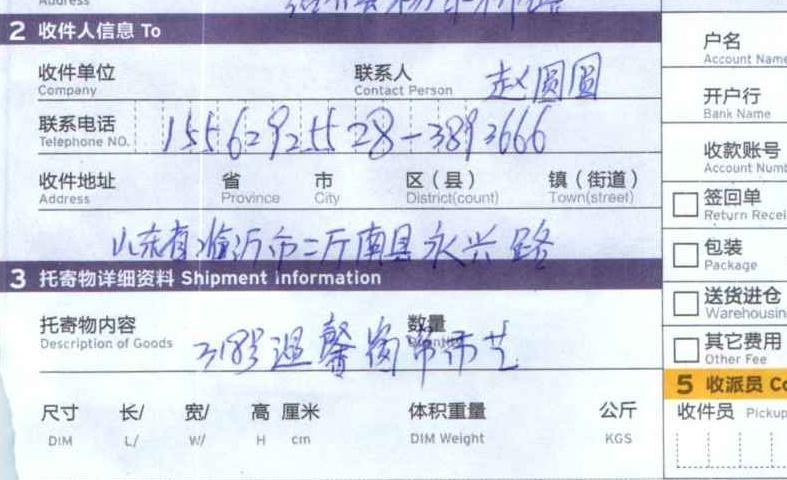 Address
2 收件人信息 To
收件单位 联系人 赵圆圆
Company Contact Person
联系电话 15562925528-3893666
Telephone NO.
收件地址 省 市 区(县) 镇(街道)
Address Province City District(count) Town(street)
山东省临沂市二沂南县永兴路
3 托寄物详细资料 Shipment Information
托寄物内容 数量
Description of Goods
318号温馨窗帘布艺
尺寸 长/ 宽/ 高 厘米 体积重量 公斤
DIM L/ W/ H cm DIM Weight KGS
户名
Account Name
开户行
Bank Name
收款账号
Account Numb
签回单
Return Recei
包装
Package
送货进仓
Warehousin
其它费用
Other Fee
5 收派员 Co
收件员 Pickup